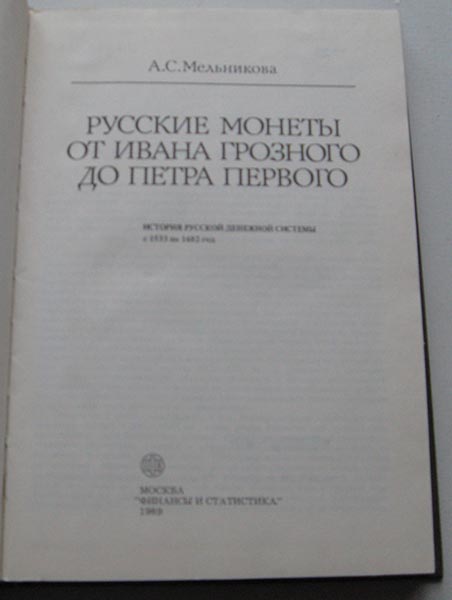 А.С.Мельникова
РУССКИЕ МОНЕТЫ
ОТ ИВАНА ГРОЗНОГО
ДО ПЕТРА ПЕРВОГО
ИСТОРИЯ РУССКОЙ ДЕНЕЖНОЙ СИСТЕМЫ
с 1533 по 1682 год
МОСКВА
"ФИНАНСЫ И СТАТИСТИКА"
1989